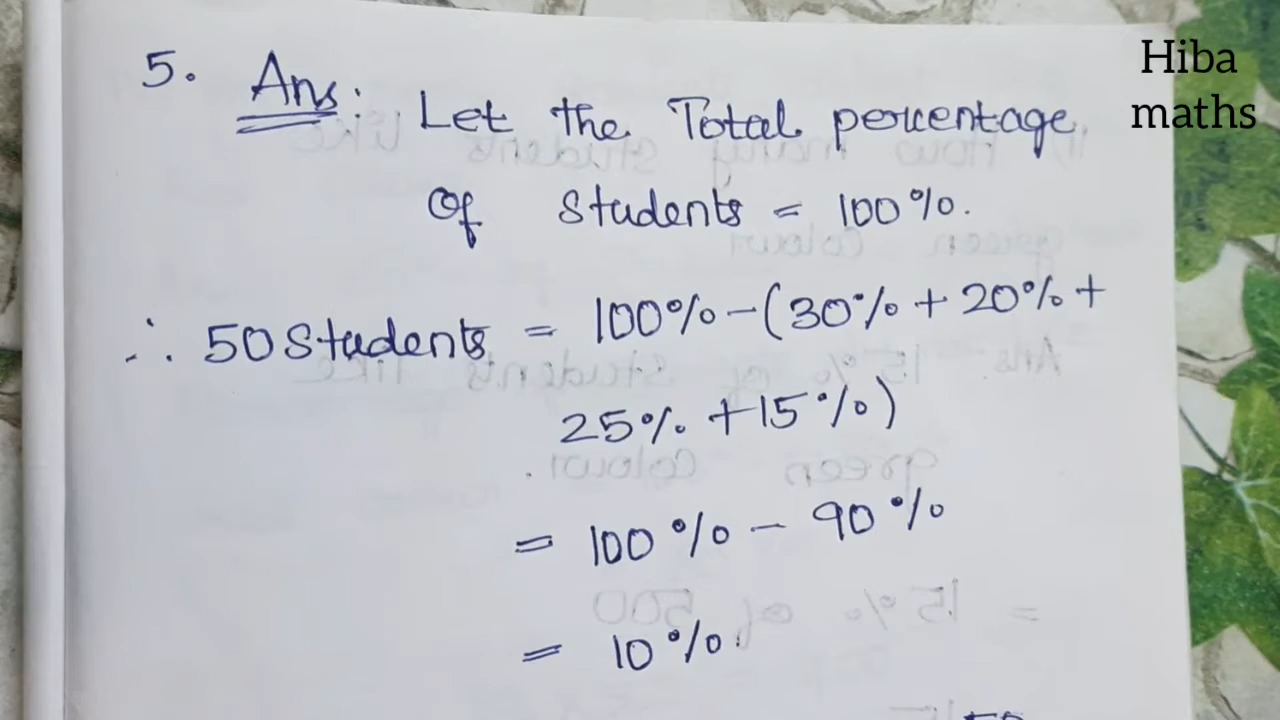 Hiba
maths
5. Ans: Let the Total percentage
of students = 100%.
∴ 50 Students = 100% - (30% + 20% +
25% + 15%)
= 100% - 90%
= 10%.